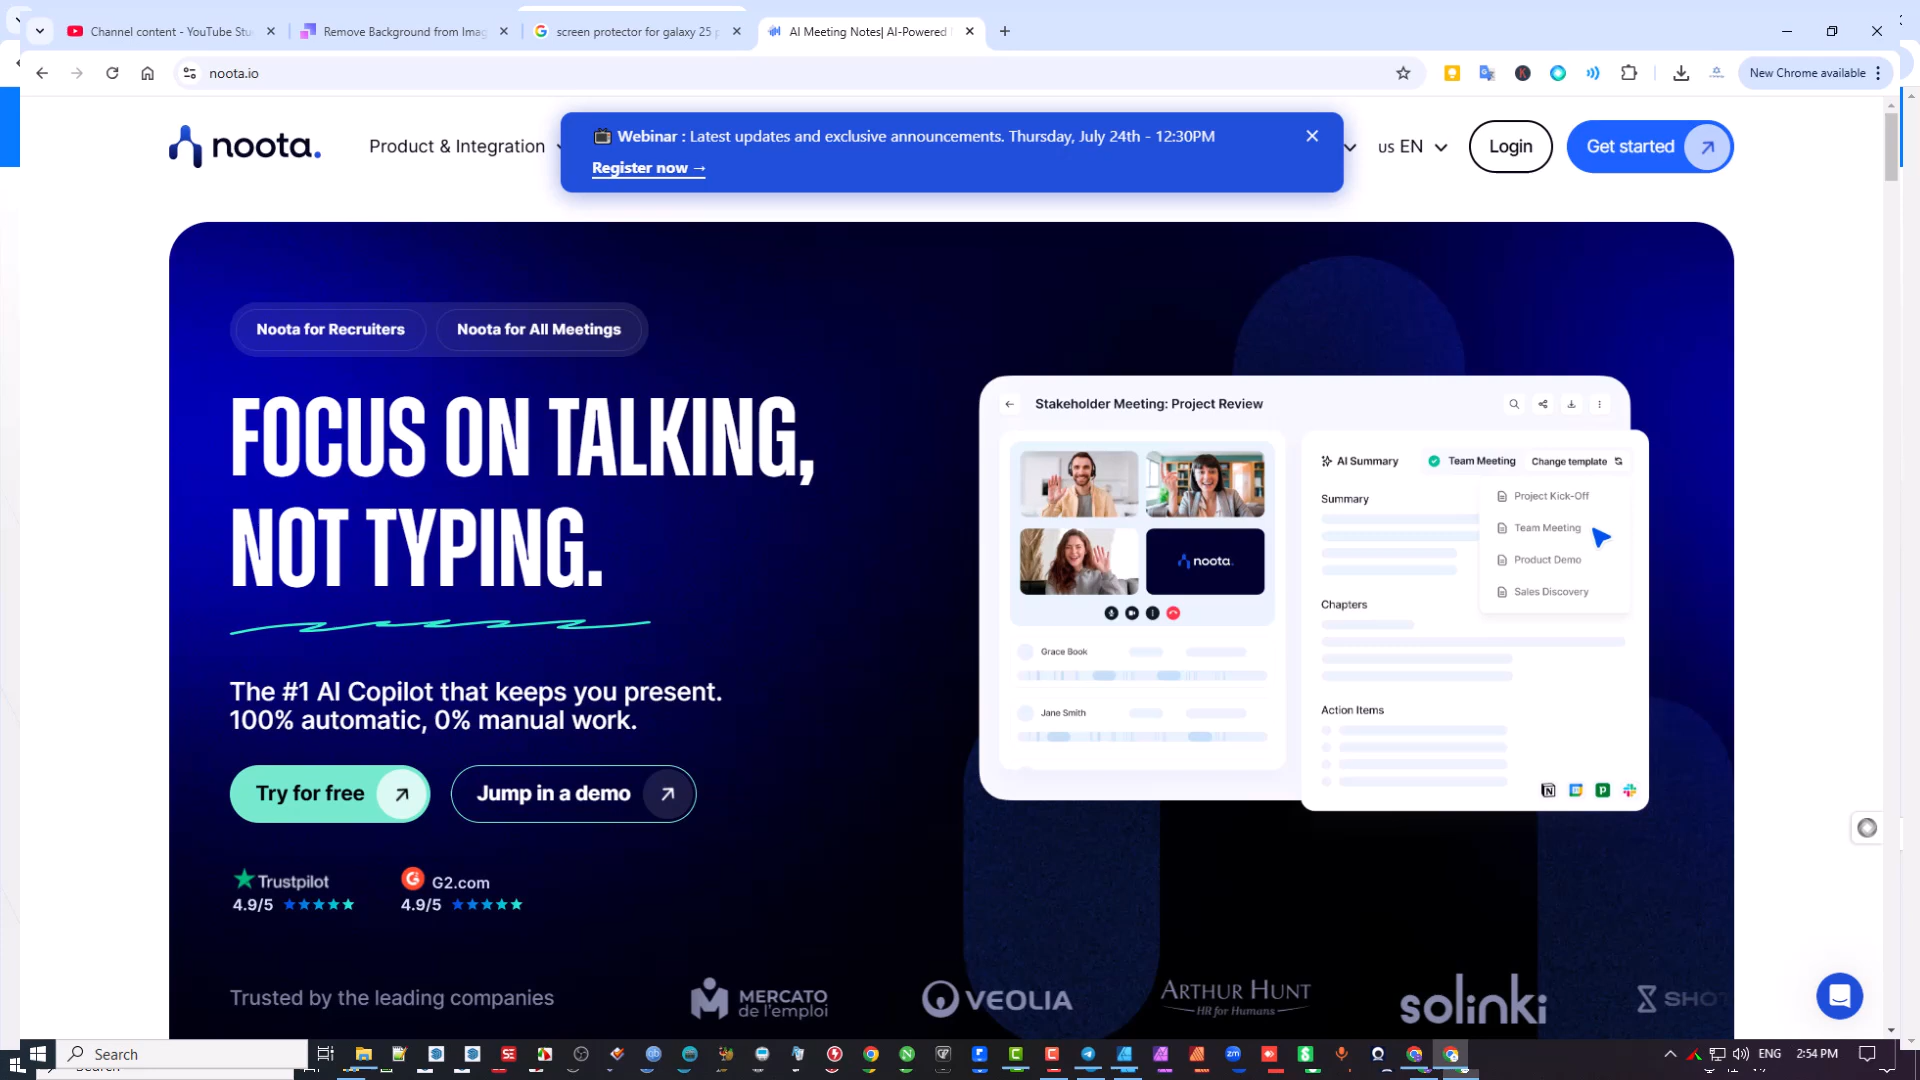 Channel content - YouTube Stu
Remove Background from Imag
screen protector for galaxy 25 p
AI Meeting Notes| AI-Powered
noota.io
New Chrome available
noota.
Product & Integration
Webinar : Latest updates and exclusive announcements. Thursday, July 24th - 12:30PM
Register now →
US EN
Login
Get started
Noota for Recruiters
Noota for All Meetings
FOCUS ON TALKING,
NOT TYPING.
The #1 AI Copilot that keeps you present.
100% automatic, 0% manual work.
Try for free
Jump in a demo
Trustpilot
4.9/5
G2.com
4.9/5
Stakeholder Meeting: Project Review
noota.
Grace Book
Jane Smith
AI Summary
Team Meeting
Change template
Summary
Project Kick-Off
Team Meeting
Product Demo
Sales Discovery
Chapters
Action Items
Trusted by the leading companies
MERCATO
de l'emploi
VEOLIA
ARTHUR HUNT
HR for Humans
solinki
SHOT
Search
ENG
2:54 PM